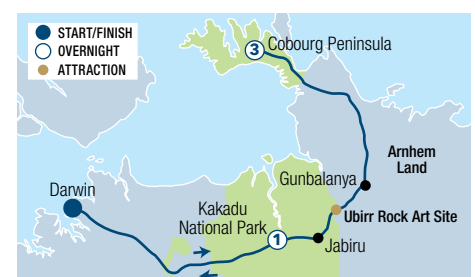 START/FINISH
OVERNIGHT
ATTRACTION
3
Cobourg Peninsula
Arnhem
Land
Gunbalanya
Darwin
Kakadu
National Park
Ubirr Rock Art Site
1
Jabiru